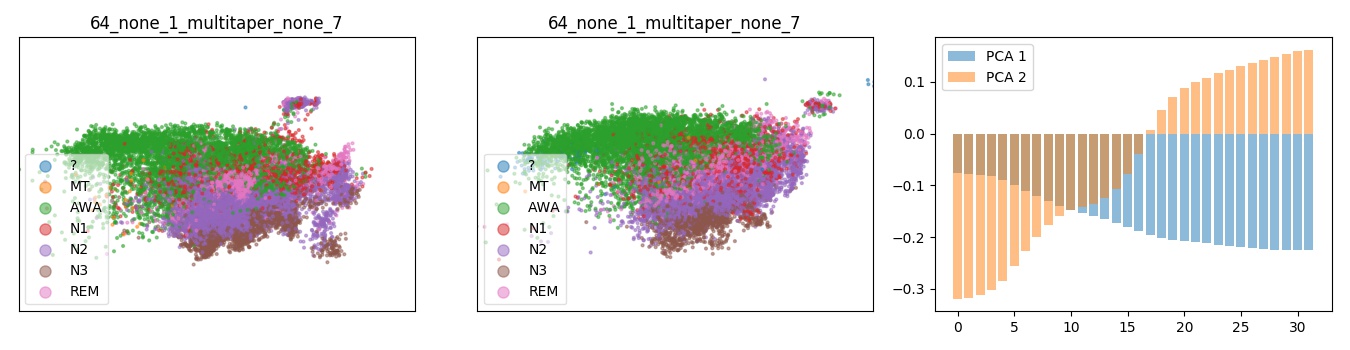 64_none_1_multitaper_none_7
?
MT
AWA
N1
N2
N3
REM
64_none_1_multitaper_none_7
?
MT
AWA
N1
N2
N3
REM
PCA 1
PCA 2
0.1
0.0
−0.1
−0.2
−0.3
0 5 10 15 20 25 30